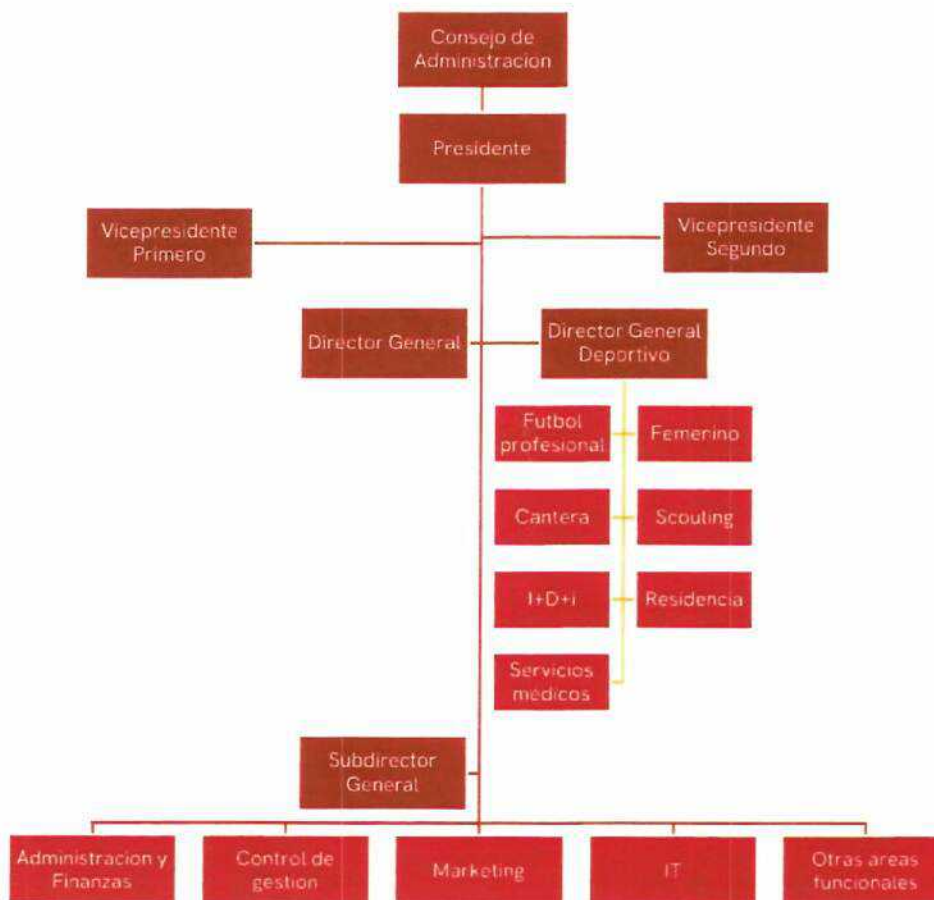 Consejo de
Administracion
Presidente
Vicepresidente
Primero
Vicepresidente
Segundo
Director General
Director General
Deportivo
Futbol
profesional
Femenino
Cantera
Scouting
I+D+i
Residencia
Servicios
médicos
Subdirector
General
Administracion y
Finanzas
Control de
gestion
Marketing
IT
Otras areas
funcionales